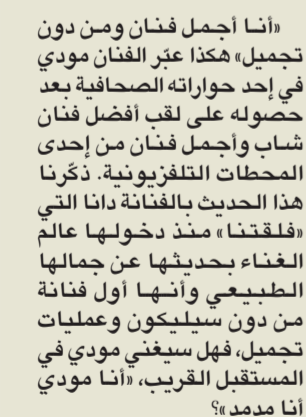 «أنـا أجـمـل فـنـان ومـن دون
تجميل» هكذا عبّر الفنان مودي
في إحد حواراته الصحافية بعد
حصوله على لقب أفضل فنان
شاب وأجمل فنان من إحدى
المحطات التلفزيونية. ذكّرنا
هذا الحديث بالفنانة دانا التي
«فلقتنا» منذ دخولها عالم
الغناء بحديثها عن جمالها
الطبيعي وأنها أول فنانة
من دون سيليكون وعمليات
تجميل، فهل سيغني مودي في
المستقبل القريب، «أنا مودي
أنا مدمد»؟